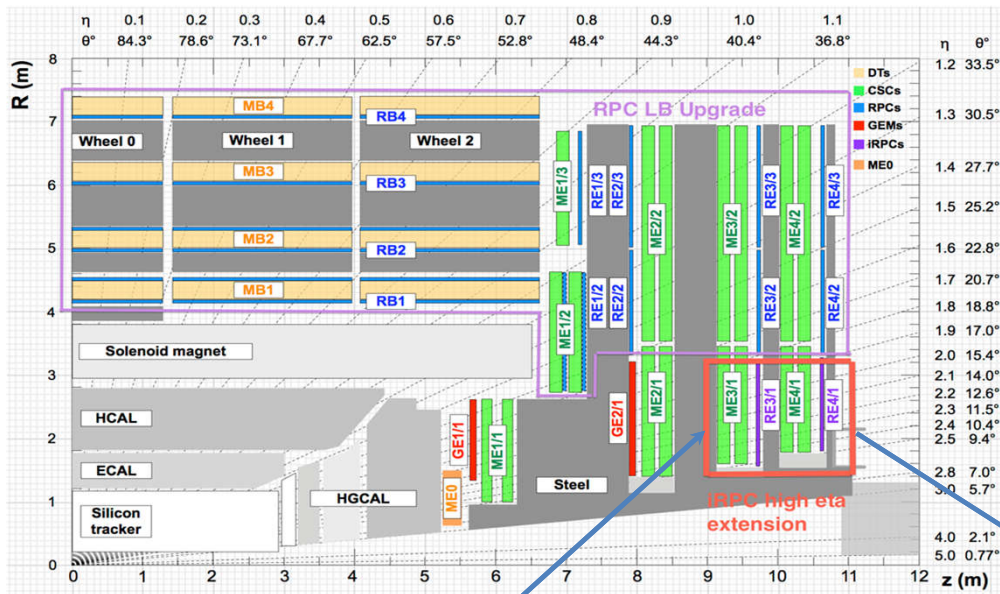 η 0.1 0.2 0.3 0.4 0.5 0.6 0.7 0.8 0.9 1.0 1.1
θ° 84.3° 78.6° 73.1° 67.7° 62.5° 57.5° 52.8° 48.4° 44.3° 40.4° 36.8° η θ°
R (m)
8
7
6
5
4
3
2
1
0
1.2 33.5°
1.3 30.5°
1.4 27.7°
1.5 25.2°
1.6 22.8°
1.7 20.7°
1.8 18.8°
1.9 17.0°
2.0 15.4°
2.1 14.0°
2.2 12.6°
2.3 11.5°
2.4 10.4°
2.5 9.4°
2.8 7.0°
3.0 5.7°
4.0 2.1°
5.0 0.77°
DTs
CSCs
RPCs
GEMs
iRPCs
ME0
RPC LB Upgrade
MB4
RB4
Wheel 0
Wheel 1
Wheel 2
MB3
RB3
MB2
RB2
MB1
RB1
ME1/3
RE1/3
RE2/3
ME2/2
ME3/2
RE3/3
ME4/2
RE4/3
ME1/2
RE1/2
RE2/2
RE3/2
RE4/2
Solenoid magnet
HCAL
ECAL
Silicon
tracker
HGCAL
GE1/1
ME1/1
ME0
Steel
GE2/1
ME2/1
ME3/1
RE3/1
ME4/1
RE4/1
iRPC high eta
extension
0 1 2 3 4 5 6 7 8 9 10 11 12
z (m)